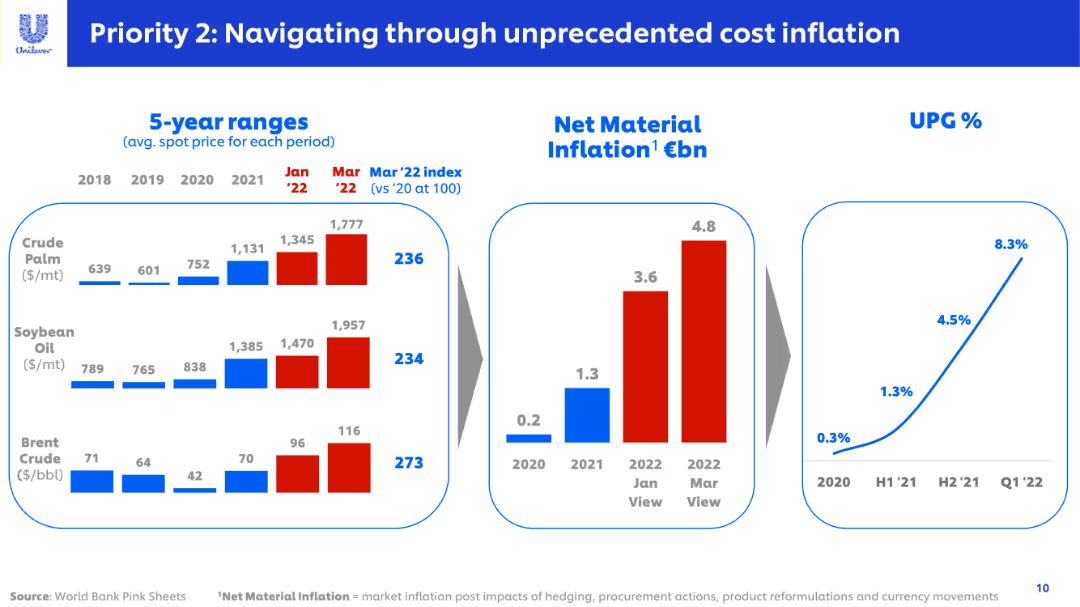 Unilever
Priority 2: Navigating through unprecedented cost inflation
5-year ranges
(avg. spot price for each period)
2018 2019 2020 2021 Jan '22 Mar '22 Mar '22 index (vs '20 at 100)
Crude Palm ($/mt)
639 601 752 1,131 1,345 1,777 236
Soybean Oil ($/mt)
789 765 838 1,385 1,470 1,957 234
Brent Crude ($/bbl)
71 64 42 70 96 116 273
Net Material
Inflation¹ €bn
0.2 1.3 3.6 4.8
2020 2021 2022 Jan View 2022 Mar View
UPG %
0.3% 1.3% 4.5% 8.3%
2020 H1 '21 H2 '21 Q1 '22
Source: World Bank Pink Sheets
¹Net Material Inflation = market inflation post impacts of hedging, procurement actions, product reformulations and currency movements
10